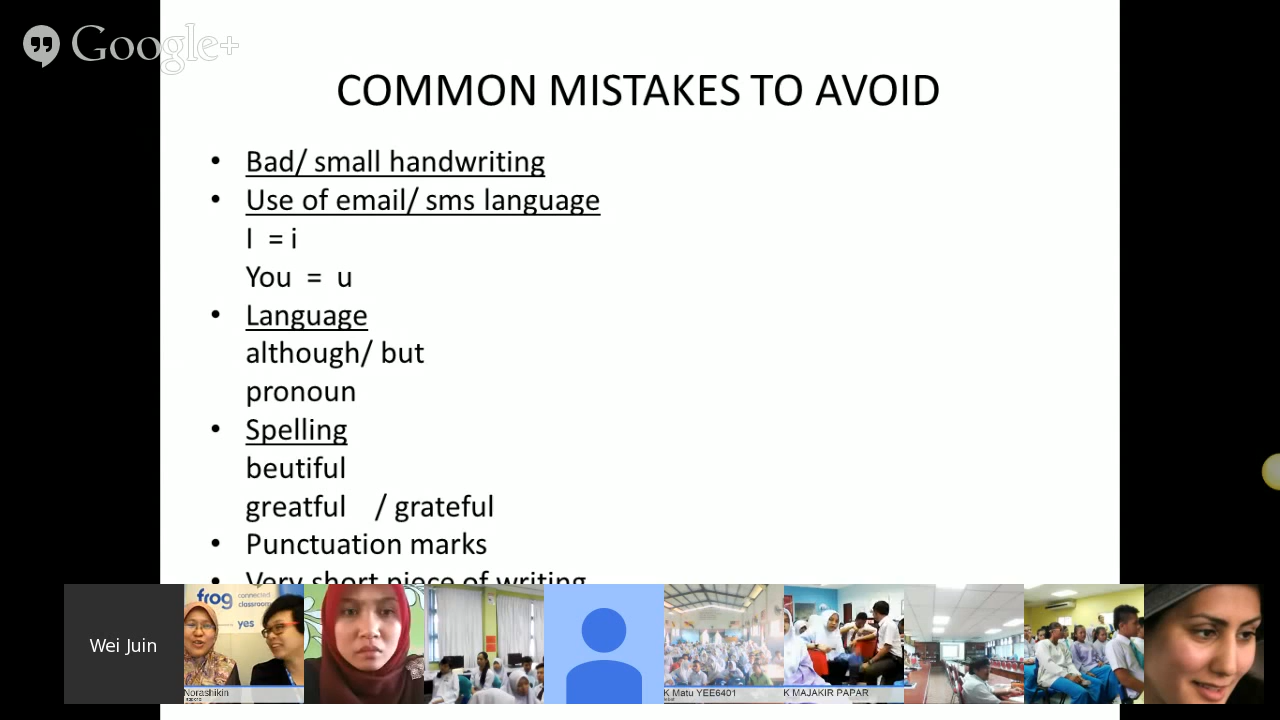 Google+
COMMON MISTAKES TO AVOID
• Bad/ small handwriting
• Use of email/ sms language
I = i
You = u
• Language
although/ but
pronoun
• Spelling
beutiful
greatful / grateful
• Punctuation marks
• Very short piece of writing
Wei Juin
frog connected
classroom
yes
Norashikin
K Matu YEE6401
K MAJAKIR PAPAR